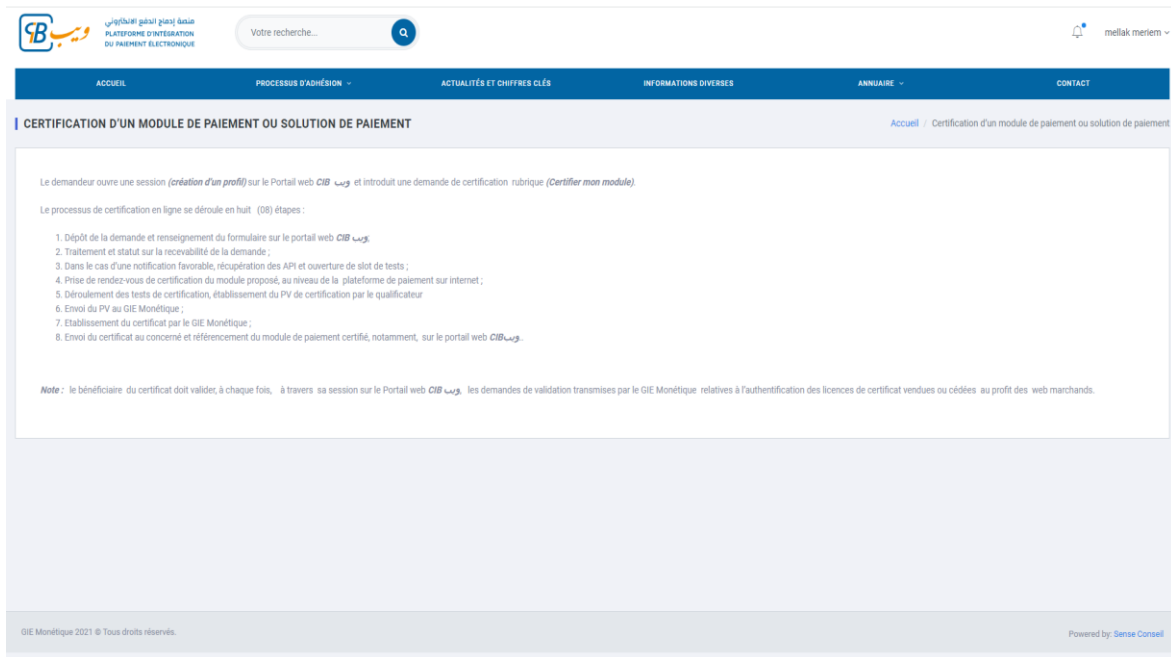 CIB ويب
منصة إدماج الدفع الإلكتروني
PLATEFORME D'INTÉGRATION
DU PAIEMENT ÉLECTRONIQUE
Votre recherche...
mellak meriem
ACCUEIL
PROCESSUS D'ADHÉSION
ACTUALITÉS ET CHIFFRES CLÉS
INFORMATIONS DIVERSES
ANNUAIRE
CONTACT
CERTIFICATION D'UN MODULE DE PAIEMENT OU SOLUTION DE PAIEMENT
Accueil / Certification d'un module de paiement ou solution de paiement
Le demandeur ouvre une session (création d'un profil) sur le Portail web CIB ويب et introduit une demande de certification rubrique (Certifier mon module).
Le processus de certification en ligne se déroule en huit (08) étapes :
1. Dépôt de la demande et renseignement du formulaire sur le portail web CIB ويب;
2. Traitement et statut sur la recevabilité de la demande ;
3. Dans le cas d'une notification favorable, récupération des API et ouverture de slot de tests ;
4. Prise de rendez-vous de certification du module proposé, au niveau de la plateforme de paiement sur internet ;
5. Déroulement des tests de certification, établissement du PV de certification par le qualificateur
6. Envoi du PV au GIE Monétique ;
7. Etablissement du certificat par le GIE Monétique ;
8. Envoi du certificat au concerné et référencement du module de paiement certifié, notamment, sur le portail web CIBويب..
Note : le bénéficiaire du certificat doit valider, à chaque fois, à travers sa session sur le Portail web CIB ويب, les demandes de validation transmises par le GIE Monétique relatives à l'authentification des licences de certificat vendues ou cédées au profit des web marchands.
GIE Monétique 2021 © Tous droits réservés.
Powered by: Sense Conseil